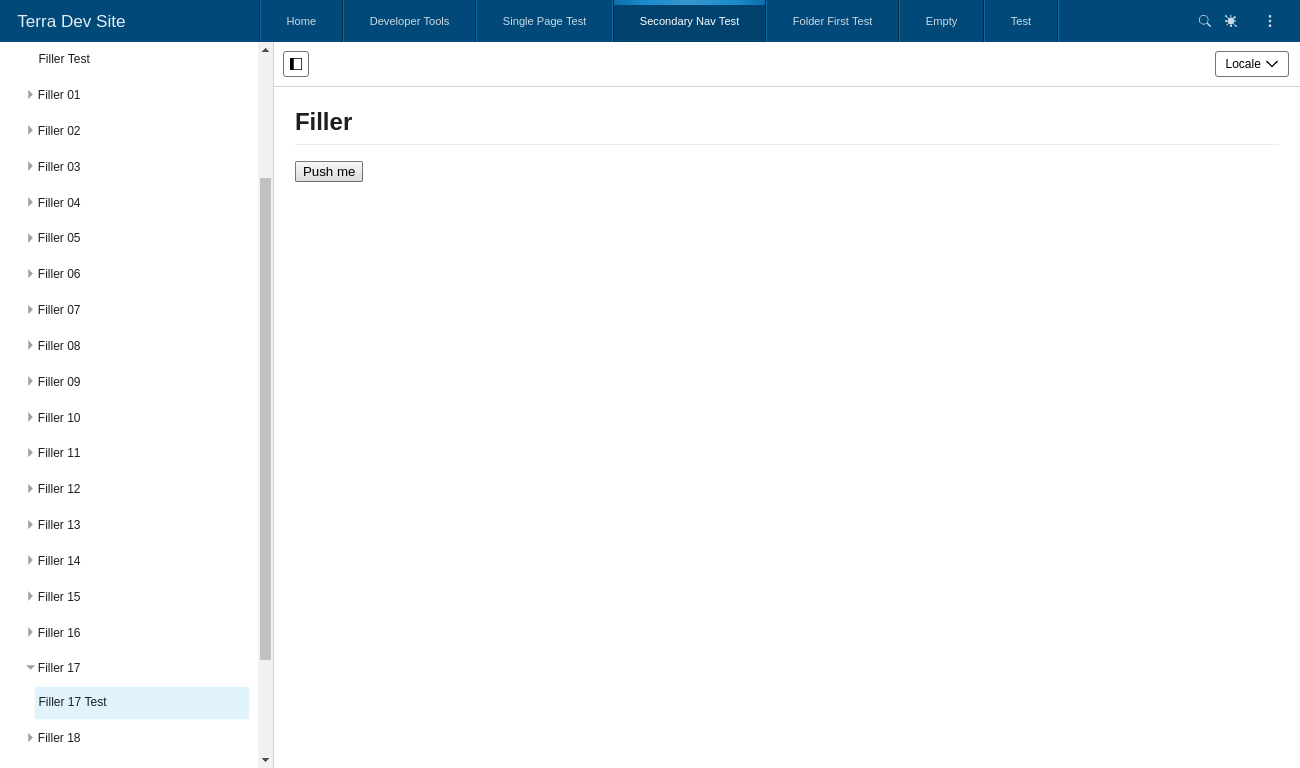 Terra Dev Site
Home
Developer Tools
Single Page Test
Secondary Nav Test
Folder First Test
Empty
Test
Filler Test
Filler 01
Filler 02
Filler 03
Filler 04
Filler 05
Filler 06
Filler 07
Filler 08
Filler 09
Filler 10
Filler 11
Filler 12
Filler 13
Filler 14
Filler 15
Filler 16
Filler 17
Filler 17 Test
Filler 18
Locale
Filler
Push me